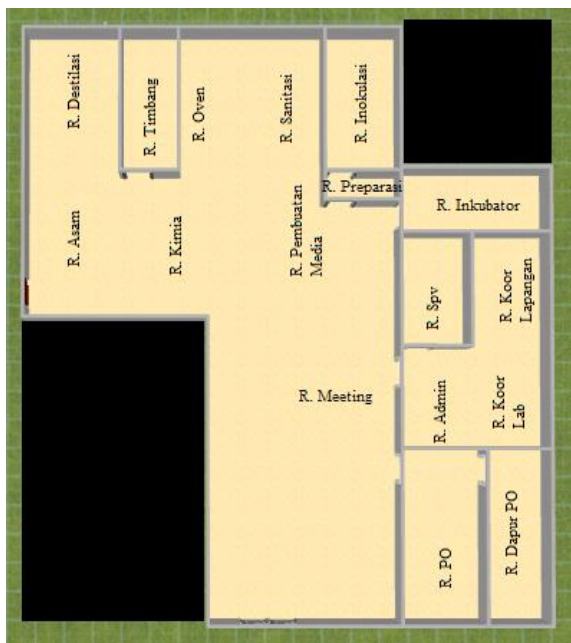 R. Destilasi
R. Timbang
R. Oven
R. Sanitasi
R. Inokulasi
R. Preparasi
R. Inkubator
R. Asam
R. Kimia
R. Pembuatan
Media
R. Spv
R. Koor
Lapangan
R. Meeting
R. Admin
R. Koor
Lab
R. PO
R. Dapur PO